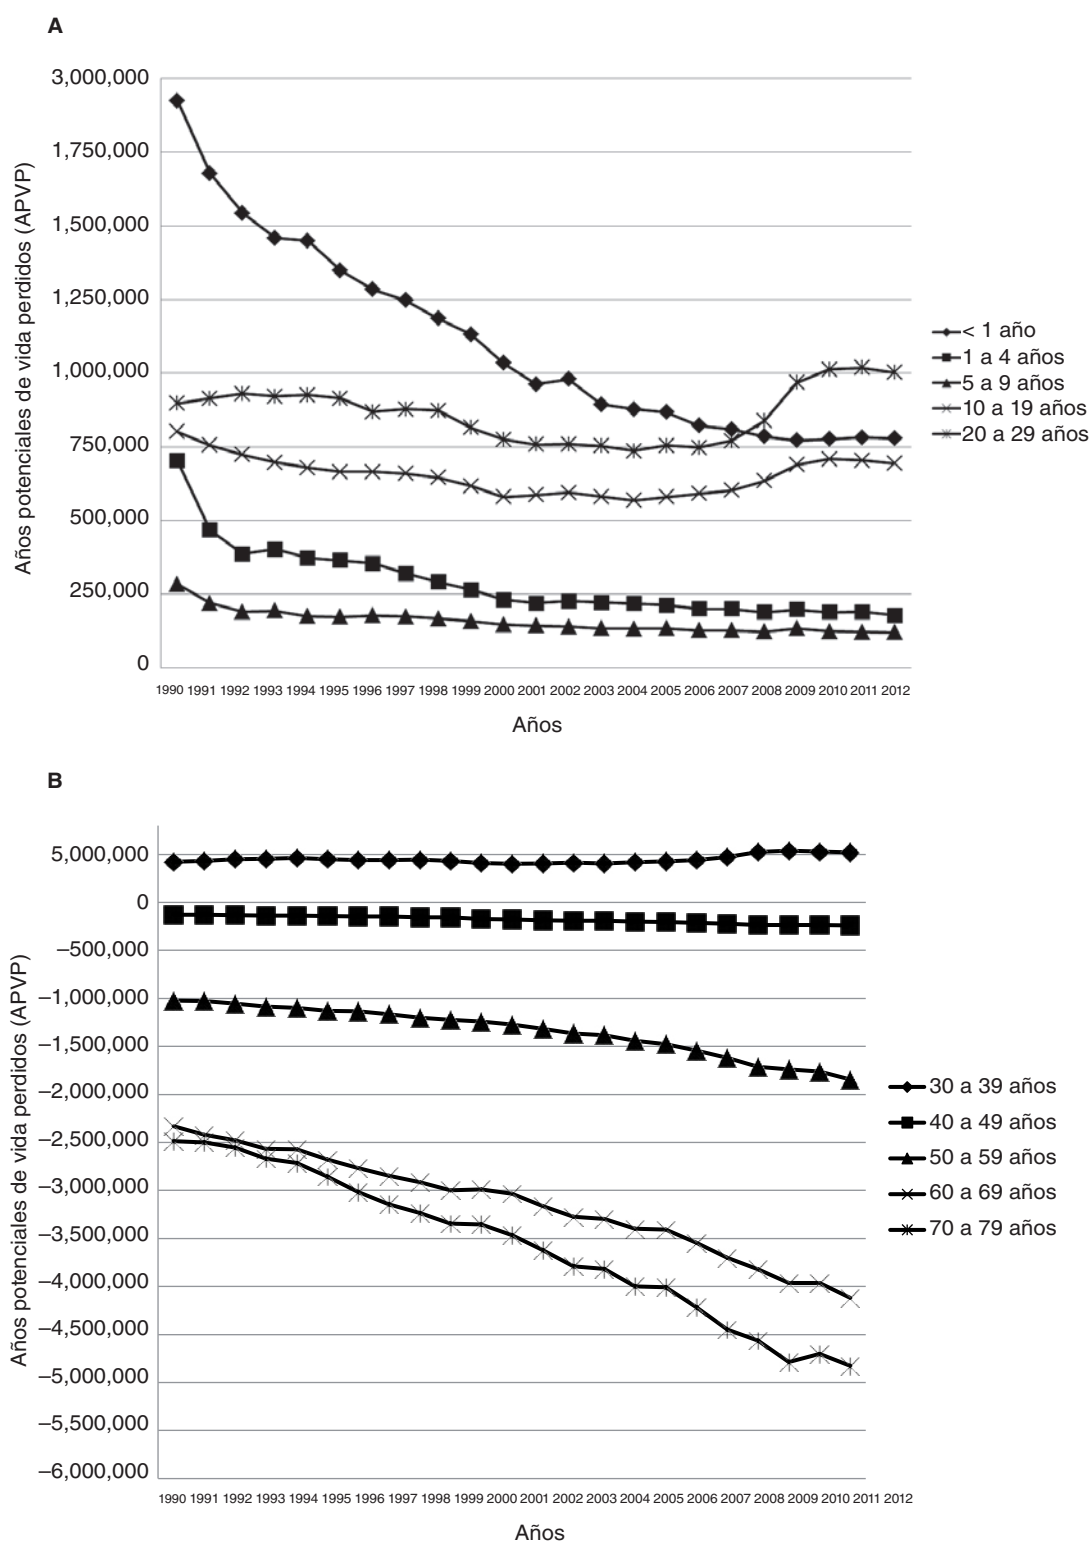 A
3,000,000
1,750,000
1,500,000
1,250,000
1,000,000
750,000
500,000
250,000
0
Años potenciales de vida perdidos (APVP)
1990 1991 1992 1993 1994 1995 1996 1997 1998 1999 2000 2001 2002 2003 2004 2005 2006 2007 2008 2009 2010 2011 2012
Años
< 1 año
1 a 4 años
5 a 9 años
10 a 19 años
20 a 29 años
B
5,000,000
0
–500,000
–1,000,000
–1,500,000
–2,000,000
–2,500,000
–3,000,000
–3,500,000
–4,000,000
–4,500,000
–5,000,000
–5,500,000
–6,000,000
Años potenciales de vida perdidos (APVP)
1990 1991 1992 1993 1994 1995 1996 1997 1998 1999 2000 2001 2002 2003 2004 2005 2006 2007 2008 2009 2010 2011 2012
Años
30 a 39 años
40 a 49 años
50 a 59 años
60 a 69 años
70 a 79 años